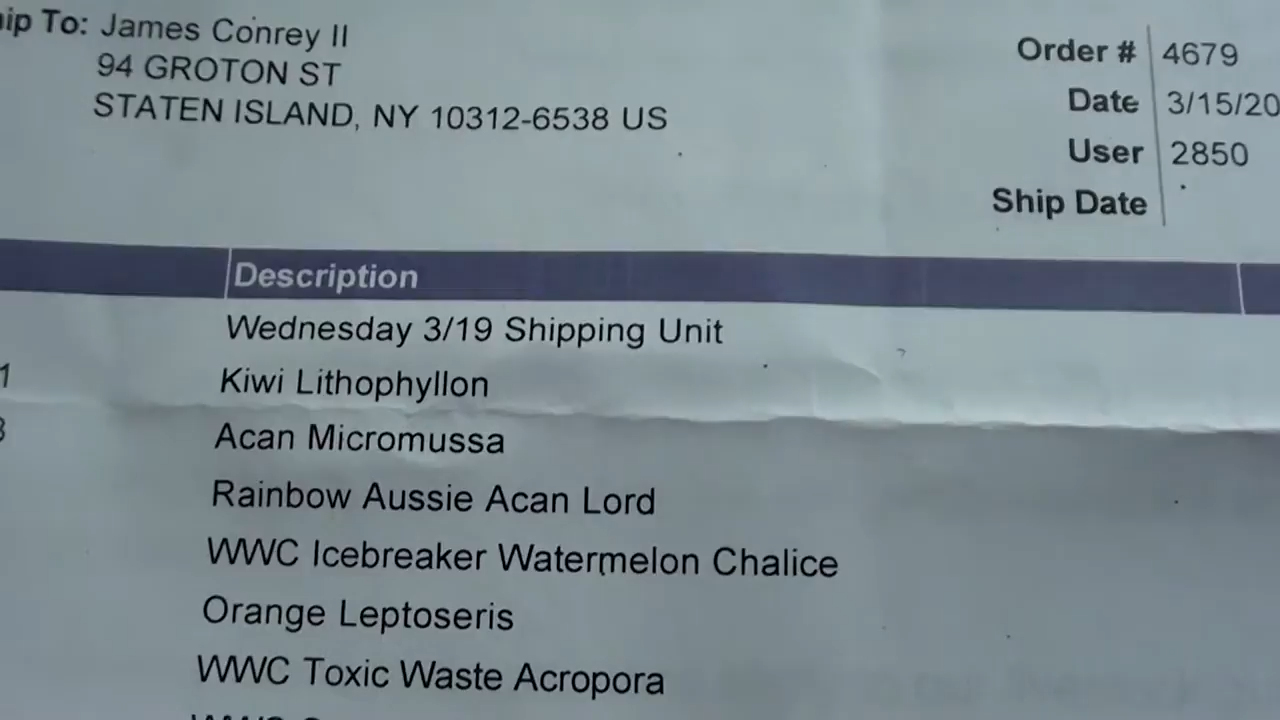 To: James Conrey II
94 GROTON ST
STATEN ISLAND, NY 10312-6538 US
Order # 4679
Date 3/15/20
User 2850
Ship Date
Description
Wednesday 3/19 Shipping Unit
Kiwi Lithophyllon
Acan Micromussa
Rainbow Aussie Acan Lord
WWC Icebreaker Watermelon Chalice
Orange Leptoseris
WWC Toxic Waste Acropora